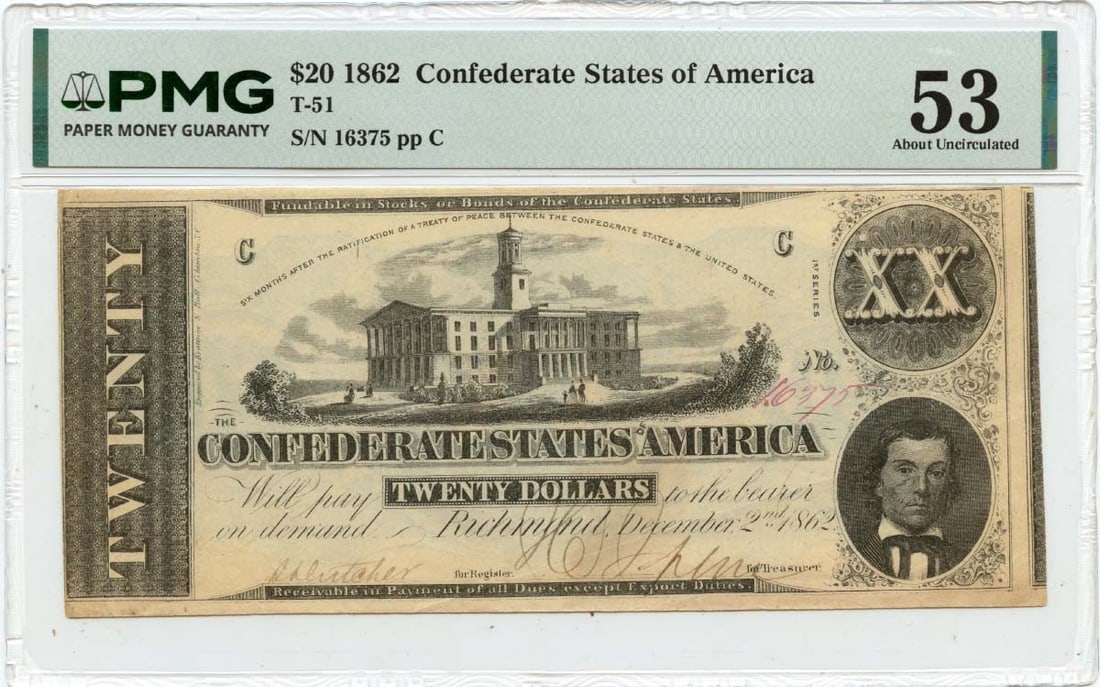 PMG
PAPER MONEY GUARANTY
$20 1862 Confederate States of America
T-51
S/N 16375 pp C
53
About Uncirculated
Fundable in Stocks or Bonds of the Confederate States
SIX MONTHS AFTER THE RATIFICATION OF A TREATY OF PEACE BETWEEN THE CONFEDERATE STATES & THE UNITED STATES.
C
C
1ST SERIES
XX
TWENTY
No.
16375
-THE-
CONFEDERATE STATES OF AMERICA
Will pay TWENTY DOLLARS to the bearer
on demand Richmond, December 2nd 1862
for Register.
for Treasurer.
Receivable in Payment of all Dues except Export Duties.